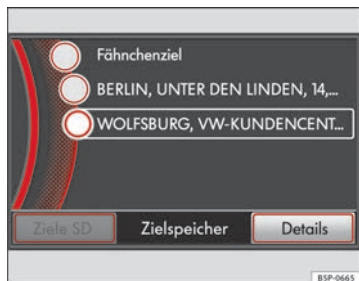 Fähnchenziel
BERLIN, UNTER DEN LINDEN, 14,...
WOLFSBURG, VW-KUNDENCENT...
Ziele SD Zielspeicher Details
B5P-0665